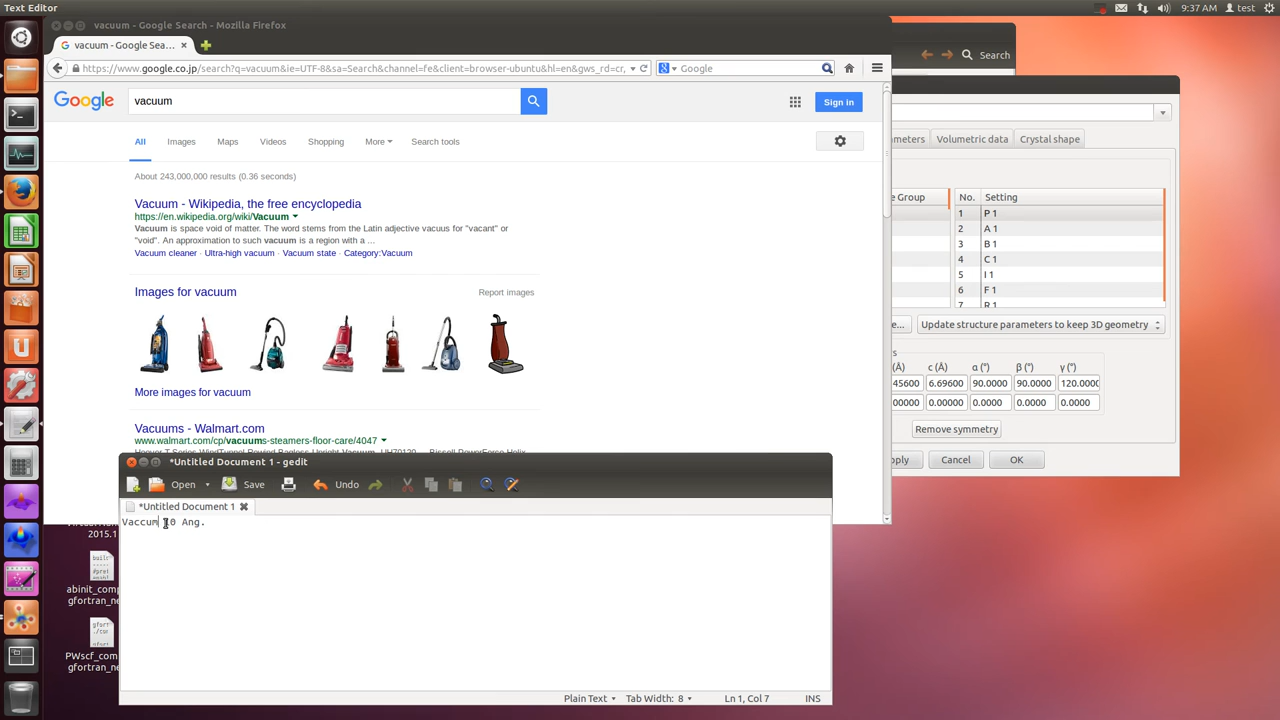 Text Editor
9:37 AM test
vacuum - Google Search - Mozilla Firefox
vacuum - Google Sea...
https://www.google.co.jp/search?q=vacuum&ie=UTF-8&sa=Search&channel=fe&client=browser-ubuntu&hl=en&gws_rd=cr,
Google
Search
Google
vacuum
Sign in
All Images Maps Videos Shopping More Search tools
About 243,000,000 results (0.36 seconds)
Vacuum - Wikipedia, the free encyclopedia
https://en.wikipedia.org/wiki/Vacuum
Vacuum is space void of matter. The word stems from the Latin adjective vacuus for "vacant" or
"void". An approximation to such vacuum is a region with a ...
Vacuum cleaner · Ultra-high vacuum · Vacuum state · Category:Vacuum
Images for vacuum
Report images
More images for vacuum
Vacuums - Walmart.com
www.walmart.com/cp/vacuums-steamers-floor-care/4047
ameters Volumetric data Crystal shape
e Group No. Setting
1 P 1
2 A 1
3 B 1
4 C 1
5 I 1
6 F 1
7 R 1
e... Update structure parameters to keep 3D geometry
rs
(Å) c (Å) α (°) β (°) γ (°)
45600 6.69600 90.0000 90.0000 120.000
00000 0.00000 0.0000 0.0000 0.0000
Remove symmetry
pply Cancel OK
*Untitled Document 1 - gedit
Open Save Undo
*Untitled Document 1
Vaccum 10 Ang.
Plain Text Tab Width: 8 Ln 1, Col 7 INS
2015.1
abinit_comp
gfortran_ne
PWscf_com
gfortran_ne